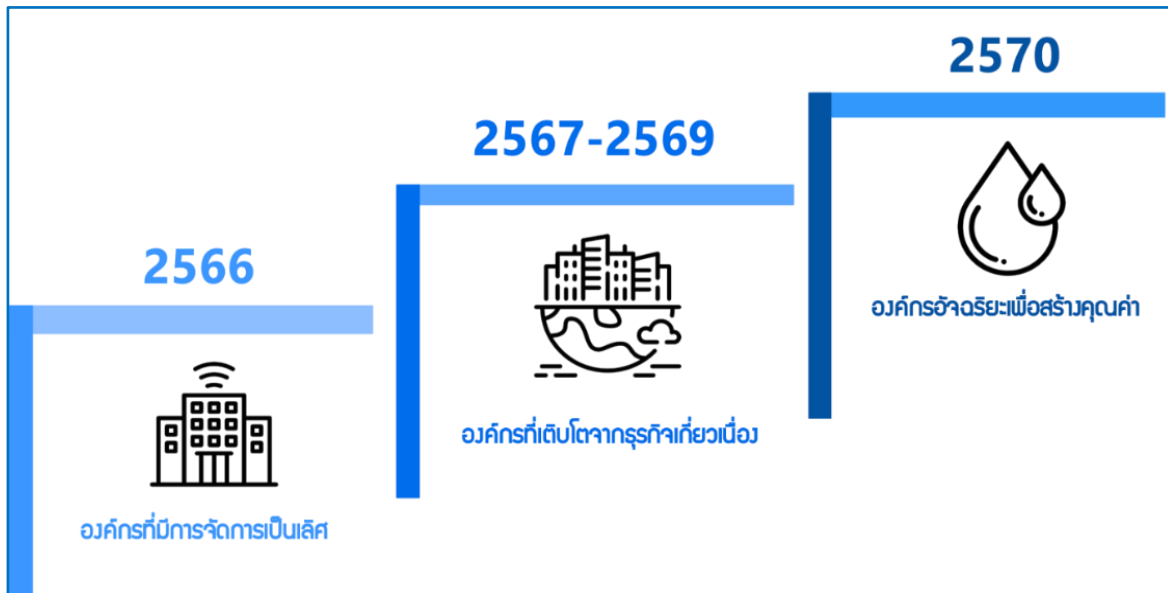 2566
องค์กรที่มีการจัดการเป็นเลิศ
2567-2569
องค์กรที่เติบโตจากธุรกิจเกี่ยวเนื่อง
2570
องค์กรอัจฉริยะเพื่อสร้างคุณค่า